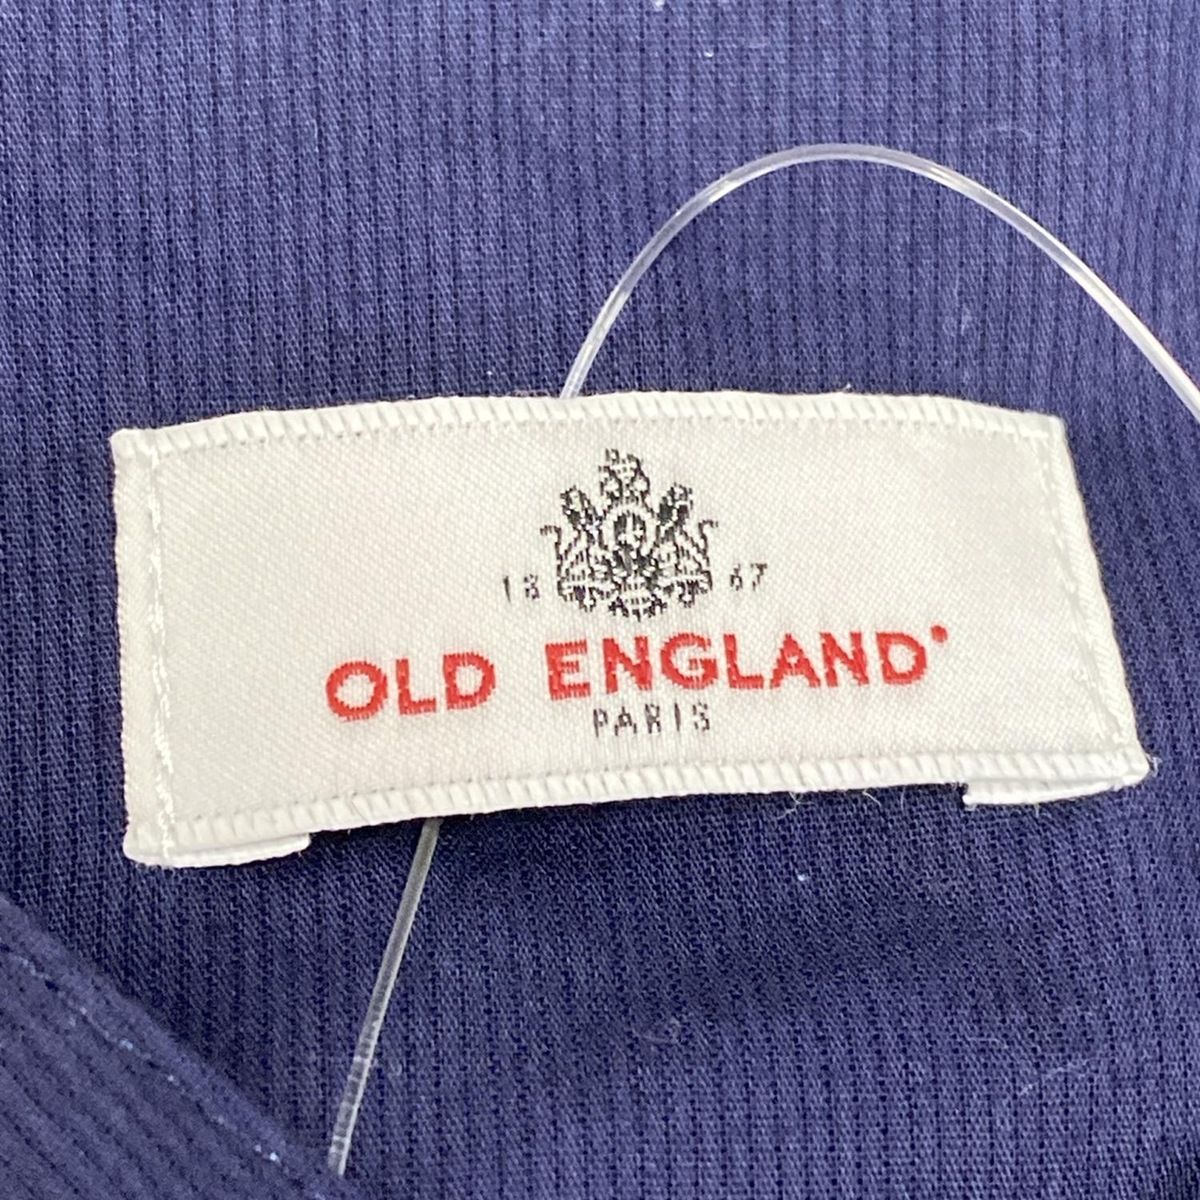 18 67
OLD ENGLAND
PARIS